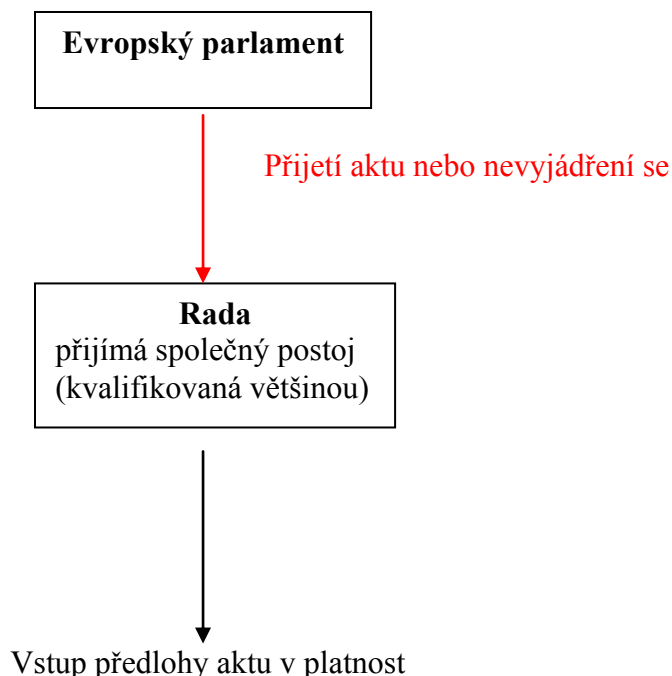 Evropský parlament
Přijetí aktu nebo nevyjádření se
Rada
přijímá společný postoj
(kvalifikovaná většinou)
Vstup předlohy aktu v platnost